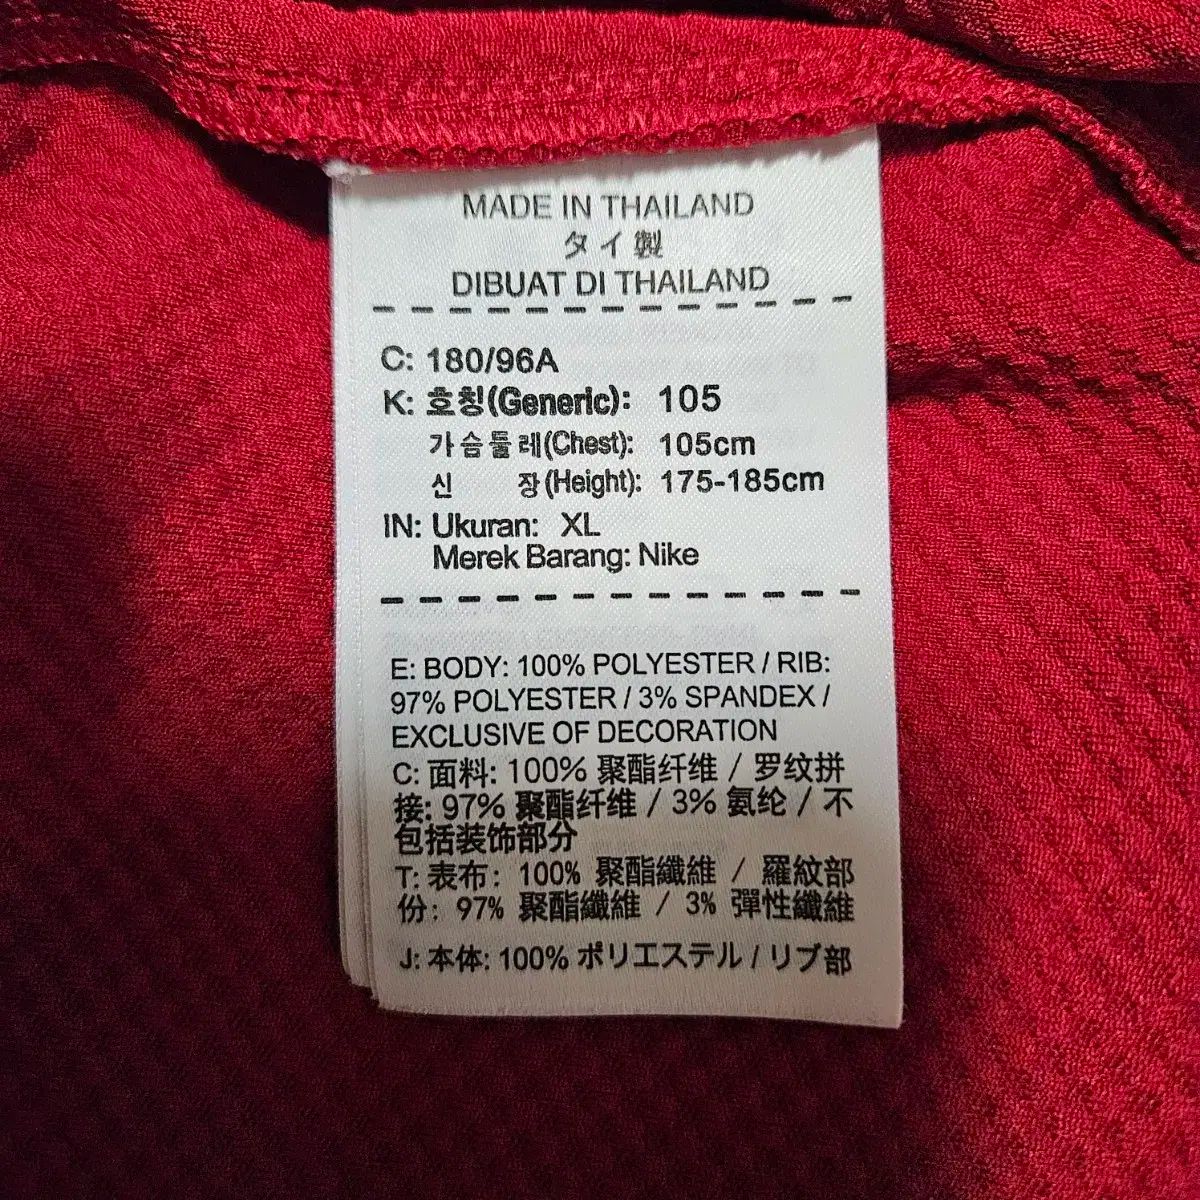 MADE IN THAILAND
タイ製
DIBUAT DI THAILAND
C: 180/96A
K: 호칭(Generic): 105
가슴둘레(Chest): 105cm
신 장(Height): 175-185cm
IN: Ukuran: XL
Merek Barang: Nike
E: BODY: 100% POLYESTER / RIB:
97% POLYESTER / 3% SPANDEX /
EXCLUSIVE OF DECORATION
C: 面料: 100% 聚酯纤维 / 罗纹拼
接: 97% 聚酯纤维 / 3% 氨纶 / 不
包括装饰部分
T: 表布: 100% 聚酯纖維 / 羅紋部
份: 97% 聚酯纖維 / 3% 彈性纖維
J: 本体: 100% ポリエステル / リブ部